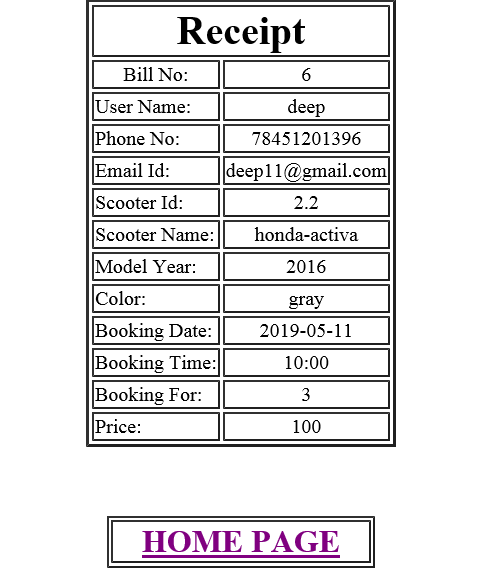 Receipt
Bill No: 6
User Name: deep
Phone No: 78451201396
Email Id: deep11@gmail.com
Scooter Id: 2.2
Scooter Name: honda-activa
Model Year: 2016
Color: gray
Booking Date: 2019-05-11
Booking Time: 10:00
Booking For: 3
Price: 100
HOME PAGE